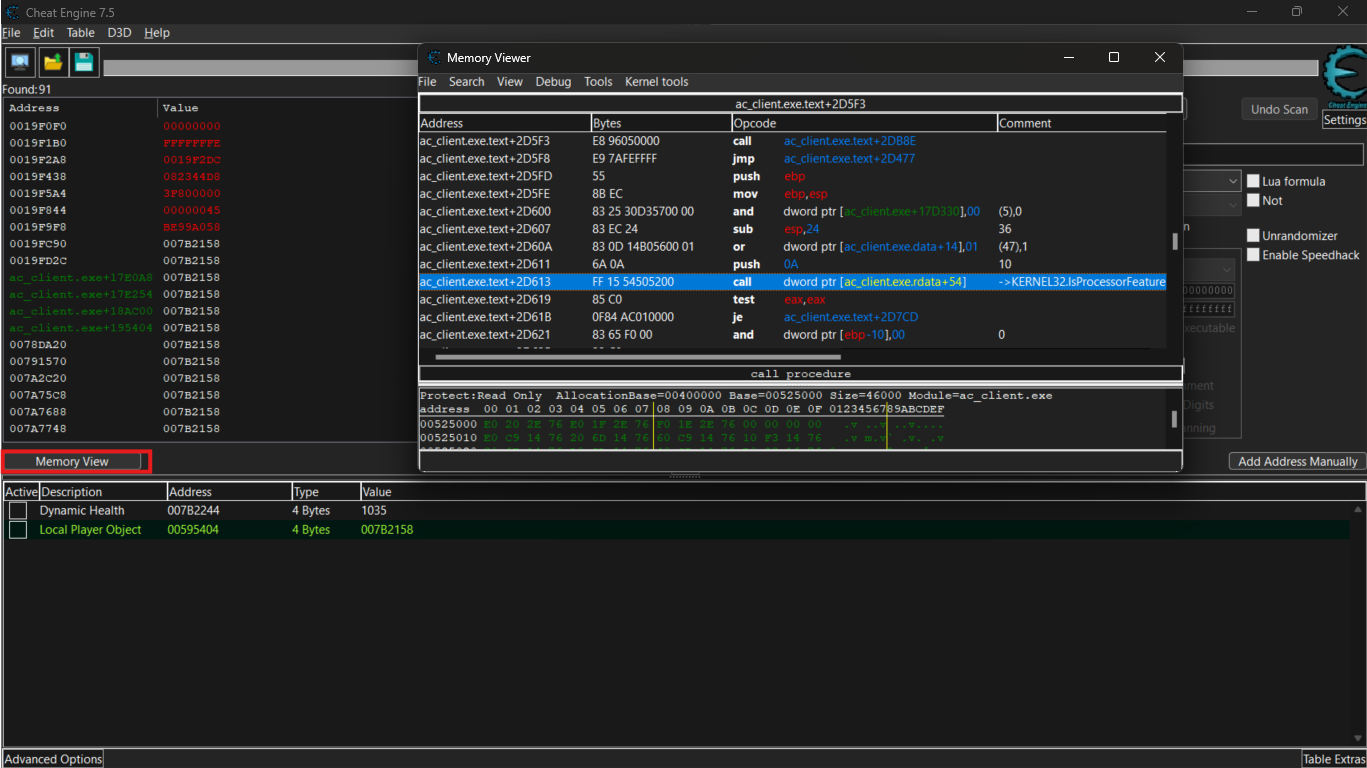 Cheat Engine 7.5
File Edit Table D3D Help
Found:91
Address Value
0019F0F0 00000000
0019F1B0 FFFFFFFE
0019F2A8 0019F2DC
0019F438 082344D8
0019F5A4 3F800000
0019F844 00000045
0019F9F8 BE99A058
0019FC90 007B2158
0019FD2C 007B2158
ac_client.exe+17E0A8 007B2158
ac_client.exe+17E254 007B2158
ac_client.exe+18AC00 007B2158
ac_client.exe+195404 007B2158
0078DA20 007B2158
00791570 007B2158
007A2C20 007B2158
007A75C8 007B2158
007A7688 007B2158
007A7748 007B2158
Memory View
Memory Viewer
File Search View Debug Tools Kernel tools
ac_client.exe.text+2D5F3
Address Bytes Opcode Comment
ac_client.exe.text+2D5F3 E8 96050000 call ac_client.exe.text+2DB8E
ac_client.exe.text+2D5F8 E9 7AFEFFFF jmp ac_client.exe.text+2D477
ac_client.exe.text+2D5FD 55 push ebp
ac_client.exe.text+2D5FE 8B EC mov ebp,esp
ac_client.exe.text+2D600 83 25 30D35700 00 and dword ptr [ac_client.exe+17D330],00 (5),0
ac_client.exe.text+2D607 83 EC 24 sub esp,24 36
ac_client.exe.text+2D60A 83 0D 14B05600 01 or dword ptr [ac_client.exe.data+14],01 (47),1
ac_client.exe.text+2D611 6A 0A push 0A 10
ac_client.exe.text+2D613 FF 15 54505200 call dword ptr [ac_client.exe.rdata+54] ->KERNEL32.IsProcessorFeature
ac_client.exe.text+2D619 85 C0 test eax,eax
ac_client.exe.text+2D61B 0F84 AC010000 je ac_client.exe.text+2D7CD
ac_client.exe.text+2D621 83 65 F0 00 and dword ptr [ebp-10],00 0
call procedure
Protect:Read Only AllocationBase=00400000 Base=00525000 Size=46000 Module=ac_client.exe
address 00 01 02 03 04 05 06 07 08 09 0A 0B 0C 0D 0E 0F 0123456789ABCDEF
00525000 E0 20 2E 76 E0 1F 2E 76 F0 1E 2E 76 00 00 00 00 . .v ..v ..v....
00525010 E0 C9 14 76 20 6D 14 76 60 C9 14 76 10 F3 14 76 ...v m.v` .v. .v
Undo Scan
Cheat Engine
Settings
Lua formula
Not
Unrandomizer
Enable Speedhack
Add Address Manually
Active Description Address Type Value
Dynamic Health 007B2244 4 Bytes 1035
Local Player Object 00595404 4 Bytes 007B2158
Advanced Options
Table Extras